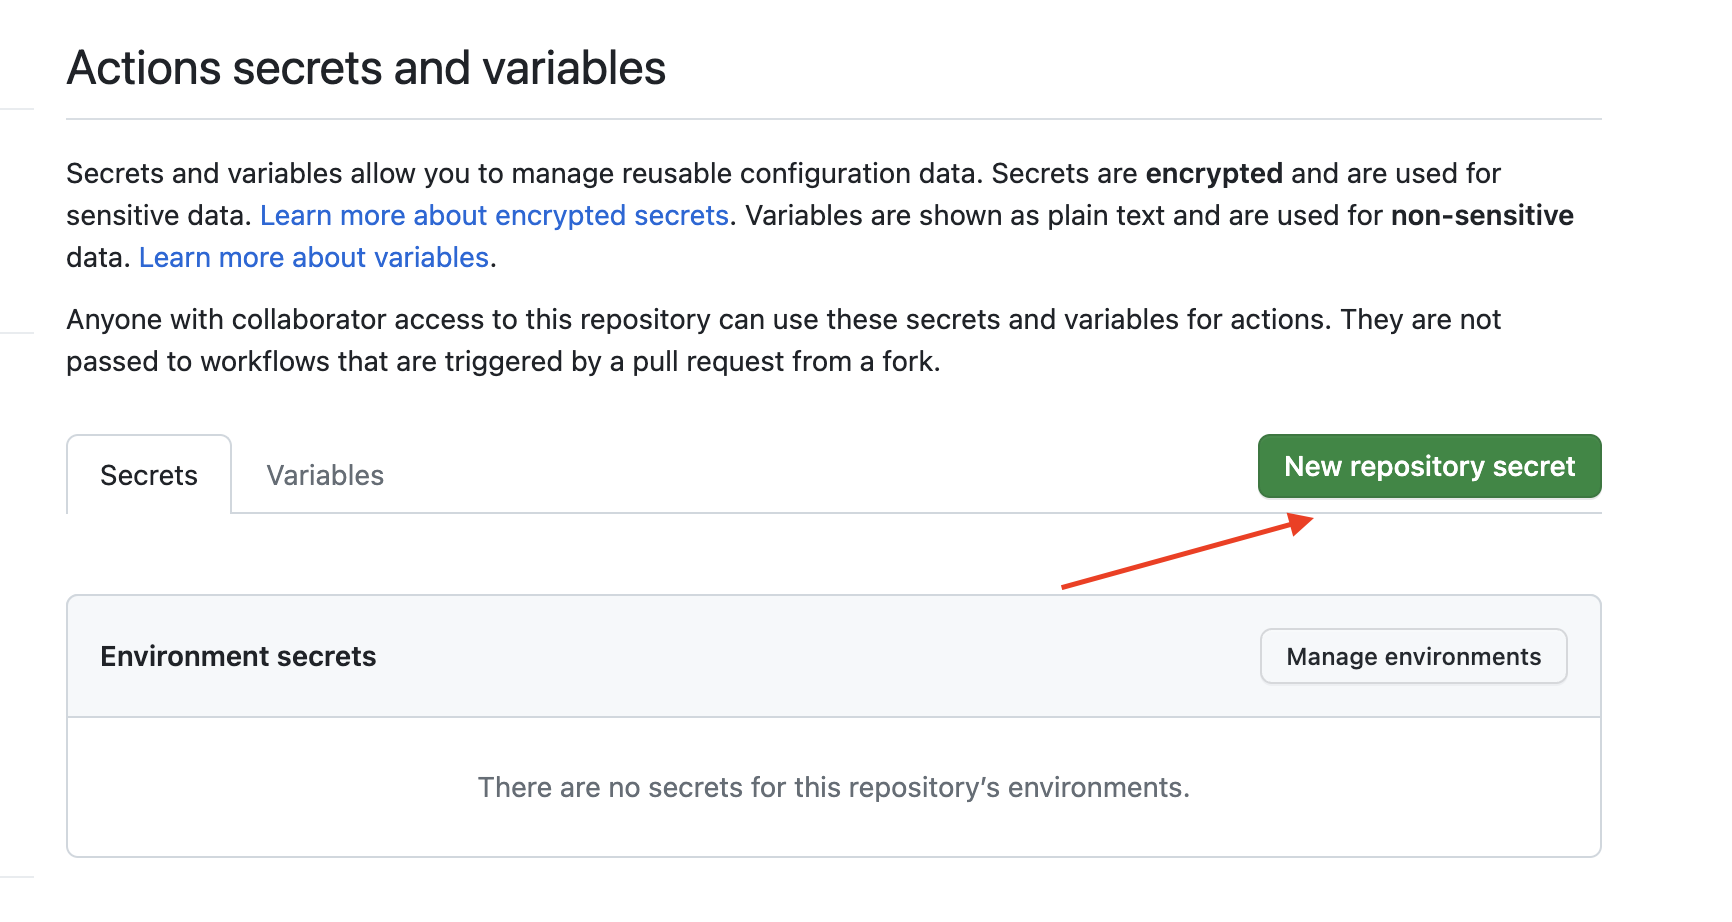 Actions secrets and variables
Secrets and variables allow you to manage reusable configuration data. Secrets are encrypted and are used for
sensitive data. Learn more about encrypted secrets. Variables are shown as plain text and are used for non-sensitive
data. Learn more about variables.
Anyone with collaborator access to this repository can use these secrets and variables for actions. They are not
passed to workflows that are triggered by a pull request from a fork.
Secrets
Variables
New repository secret
Environment secrets
Manage environments
There are no secrets for this repository’s environments.